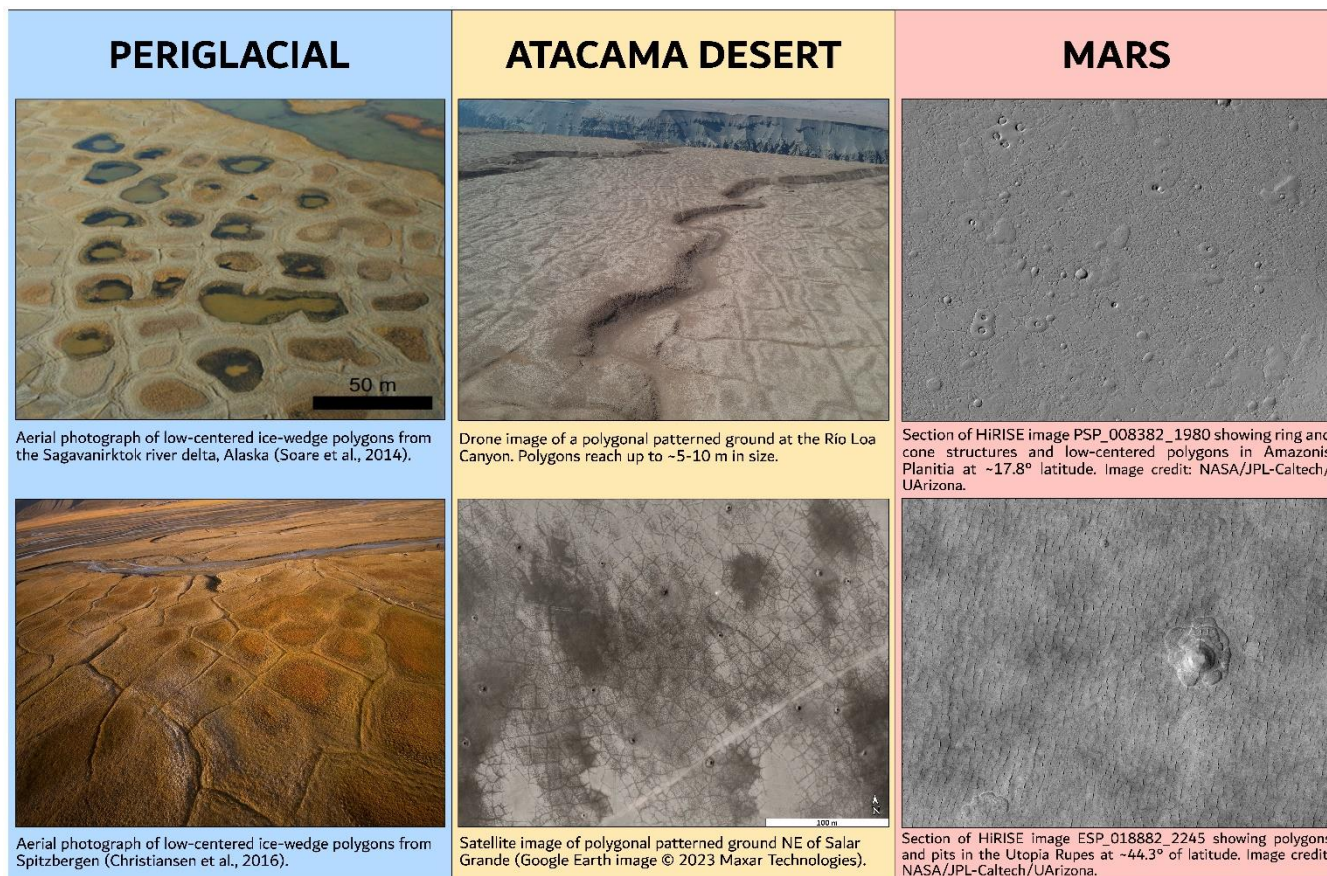 PERIGLACIAL
50 m
Aerial photograph of low-centered ice-wedge polygons from
the Sagavanirktok river delta, Alaska (Soare et al., 2014).
Aerial photograph of low-centered ice-wedge polygons from
Spitzbergen (Christiansen et al., 2016).
ATACAMA DESERT
Drone image of a polygonal patterned ground at the Río Loa
Canyon. Polygons reach up to ~5-10 m in size.
N
100 m
Satellite image of polygonal patterned ground NE of Salar
Grande (Google Earth image © 2023 Maxar Technologies).
MARS
Section of HiRISE image PSP_008382_1980 showing ring and
cone structures and low-centered polygons in Amazonis
Planitia at ~17.8° latitude. Image credit: NASA/JPL-Caltech/
UArizona.
Section of HiRISE image ESP_018882_2245 showing polygons
and pits in the Utopia Rupes at ~44.3° of latitude. Image credit:
NASA/JPL-Caltech/UArizona.